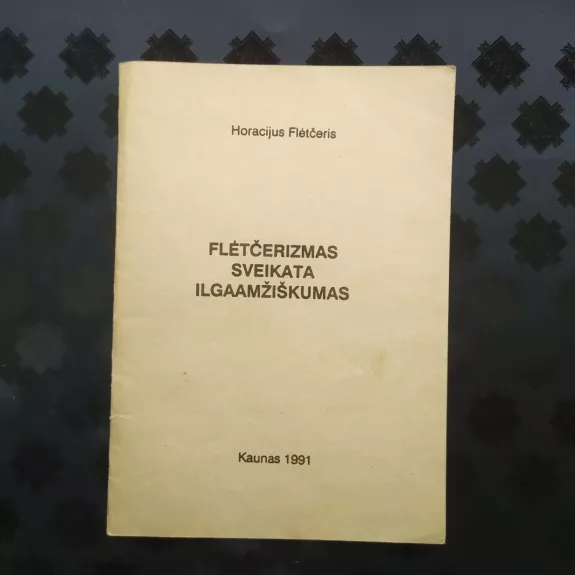 Horacijus Flėtčeris
FLĖTČERIZMAS
SVEIKATA
ILGAAMŽIŠKUMAS
Kaunas 1991